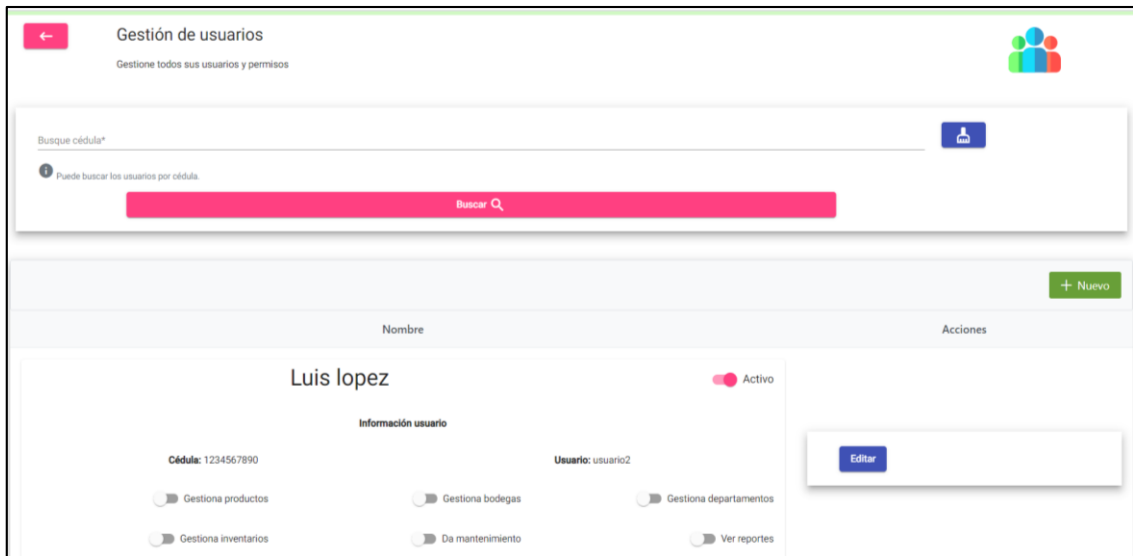 Gestión de usuarios
Gestione todos sus usuarios y permisos
Busque cédula*
Puede buscar los usuarios por cédula.
Buscar
+ Nuevo
Nombre Acciones
Luis lopez Activo
Información usuario
Cédula: 1234567890 Usuario: usuario2 Editar
Gestiona productos Gestiona bodegas Gestiona departamentos
Gestiona inventarios Da mantenimiento Ver reportes